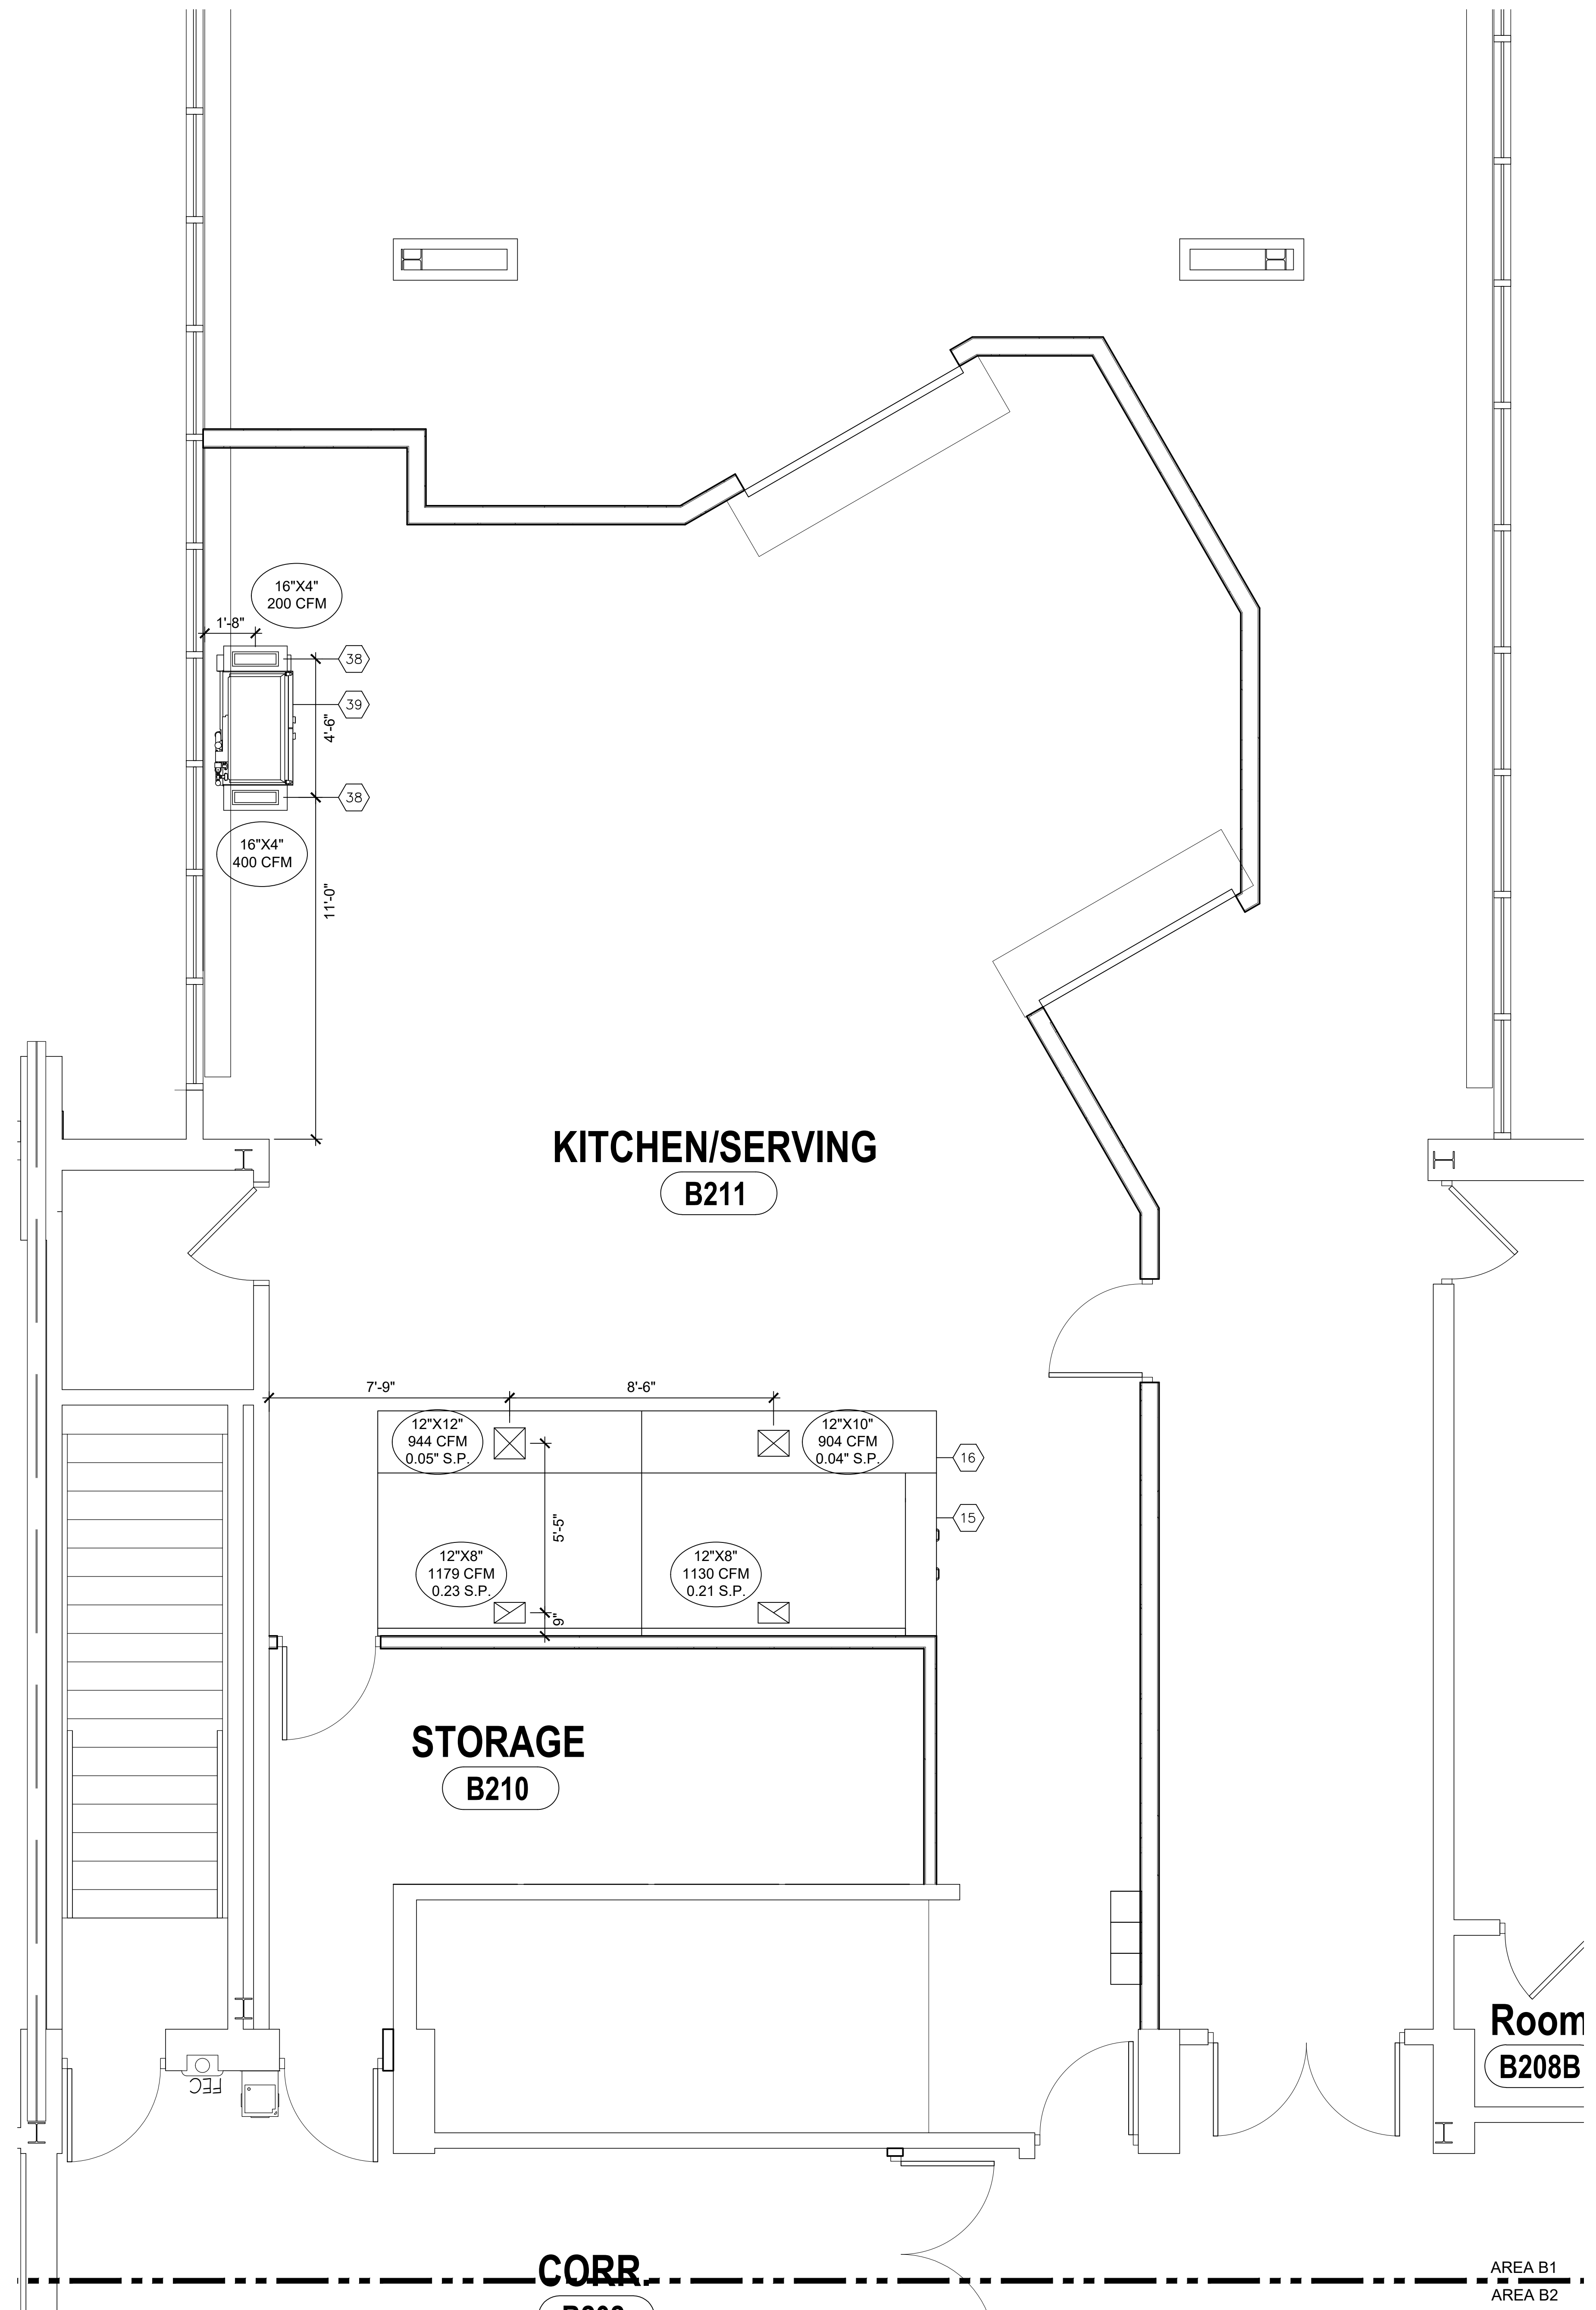 16"X4"
200 CFM
1'-8"
38
39
4'-6"
38
16"X4"
400 CFM
11'-0"
KITCHEN/SERVING
B211
7'-9"
8'-6"
12"X12"
944 CFM
0.05" S.P.
12"X10"
904 CFM
0.04" S.P.
16
15
5'-5"
12"X8"
1179 CFM
0.23 S.P.
12"X8"
1130 CFM
0.21 S.P.
9"
STORAGE
B210
Room
B208B
FEC
CORR.
AREA B1
AREA B2